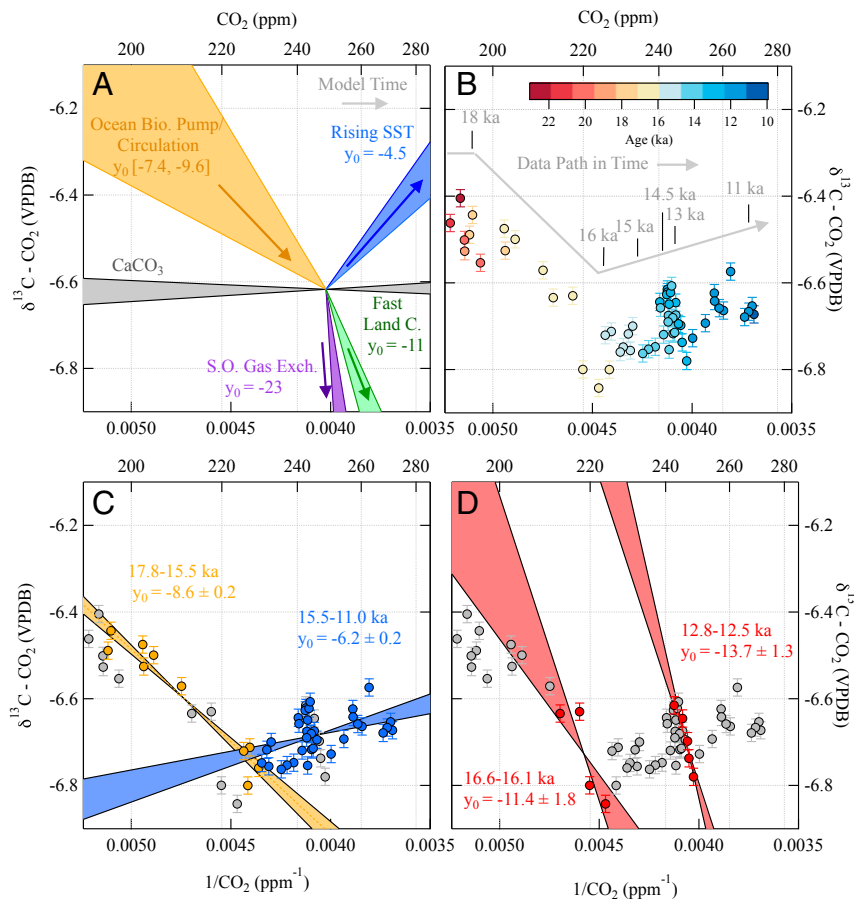 CO2 (ppm)
CO2 (ppm)
200
220
240
260
280
200
220
240
260
280
A
Model Time
B
22
20
18
16
14
12
10
Age (ka)
-6.2
-6.2
Ocean Bio. Pump/
Circulation
y0 [-7.4, -9.6]
Rising SST
y0 = -4.5
18 ka
Data Path in Time
14.5 ka
11 ka
-6.4
-6.4
16 ka
15 ka
13 ka
δ13C - CO2 (VPDB)
δ13C - CO2 (VPDB)
CaCO3
-6.6
-6.6
Fast
Land C.
y0 = -11
S.O. Gas Exch.
y0 = -23
-6.8
-6.8
0.0050
0.0045
0.0040
0.0035
0.0050
0.0045
0.0040
0.0035
200
220
240
260
280
200
220
240
260
280
C
D
-6.2
-6.2
17.8-15.5 ka
y0 = -8.6 ± 0.2
15.5-11.0 ka
y0 = -6.2 ± 0.2
12.8-12.5 ka
y0 = -13.7 ± 1.3
-6.4
-6.4
δ13C - CO2 (VPDB)
δ13C - CO2 (VPDB)
-6.6
-6.6
16.6-16.1 ka
y0 = -11.4 ± 1.8
-6.8
-6.8
0.0050
0.0045
0.0040
0.0035
0.0050
0.0045
0.0040
0.0035
1/CO2 (ppm-1)
1/CO2 (ppm-1)